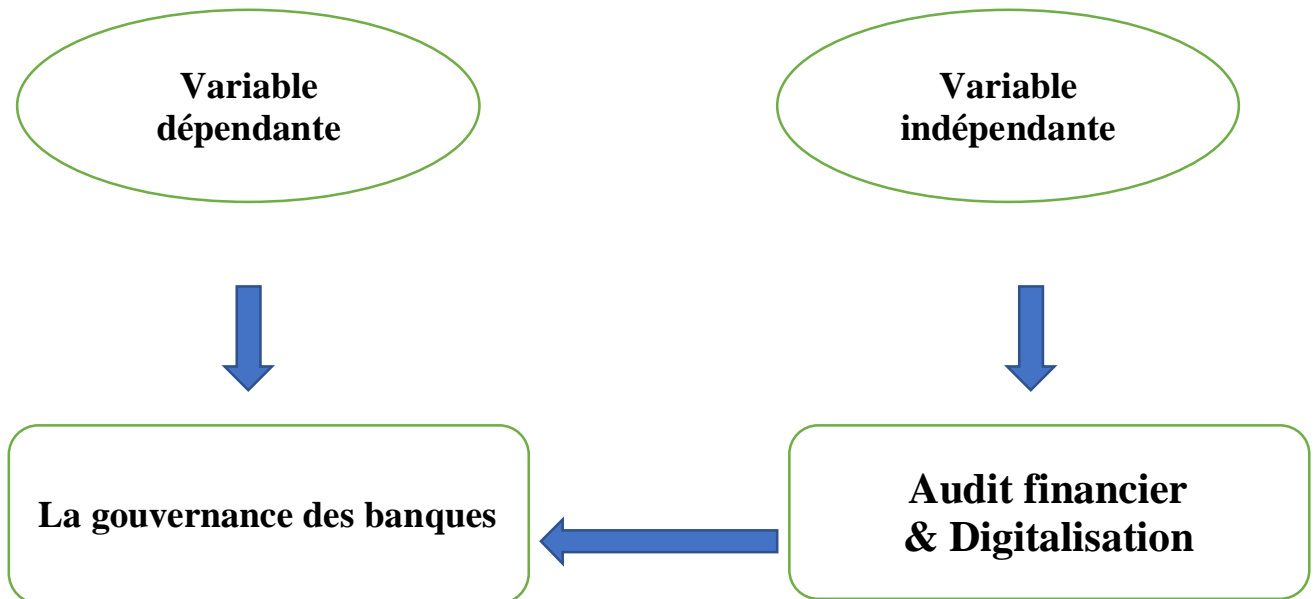 Variable
dépendante
Variable
indépendante
La gouvernance des banques
Audit financier
& Digitalisation